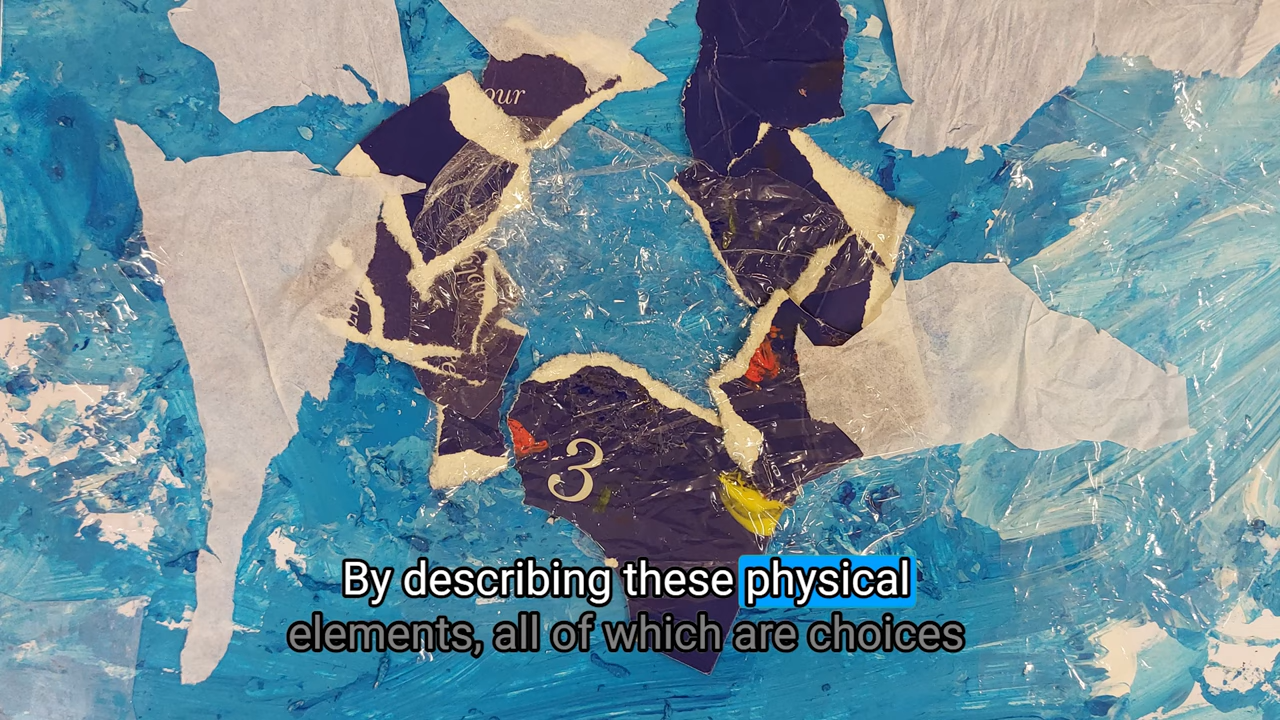 our
3
By describing these physical
elements, all of which are choices